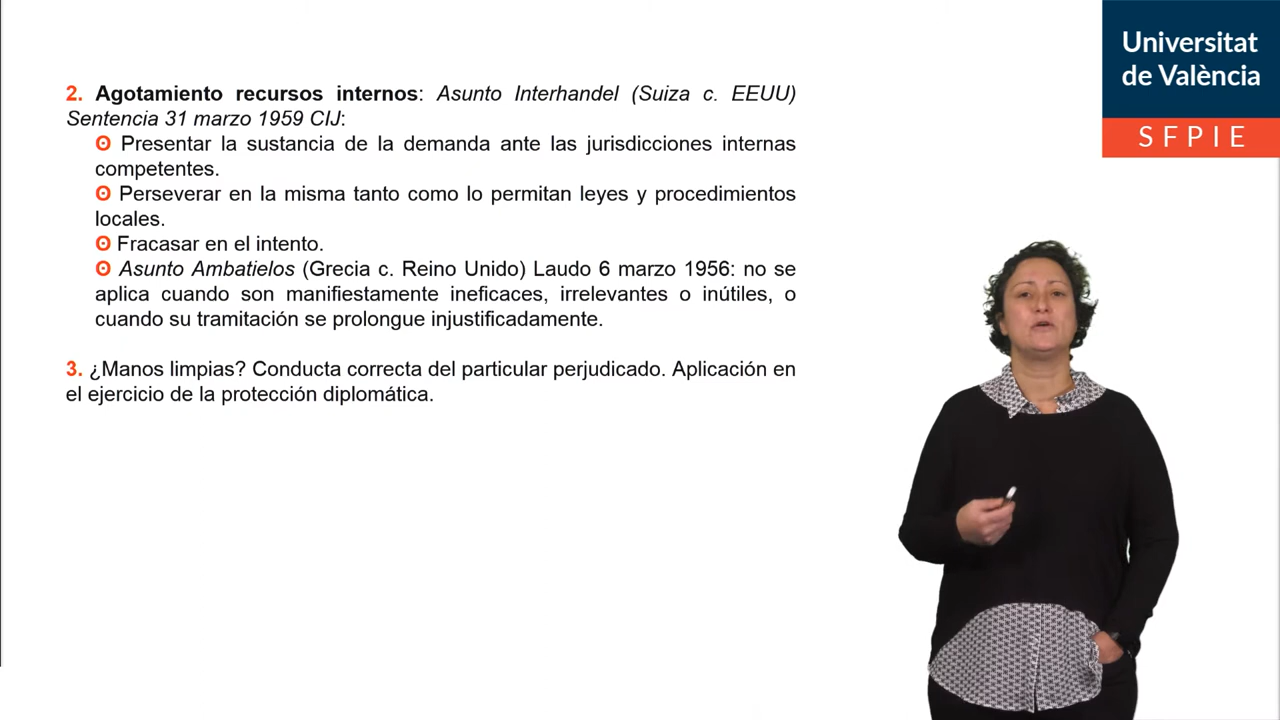 Universitat
de València
SFPIE
2. Agotamiento recursos internos: Asunto Interhandel (Suiza c. EEUU)
Sentencia 31 marzo 1959 CIJ:
ʘ Presentar la sustancia de la demanda ante las jurisdicciones internas
competentes.
ʘ Perseverar en la misma tanto como lo permitan leyes y procedimientos
locales.
ʘ Fracasar en el intento.
ʘ Asunto Ambatielos (Grecia c. Reino Unido) Laudo 6 marzo 1956: no se
aplica cuando son manifiestamente ineficaces, irrelevantes o inútiles, o
cuando su tramitación se prolongue injustificadamente.
3. ¿Manos limpias? Conducta correcta del particular perjudicado. Aplicación en
el ejercicio de la protección diplomática.